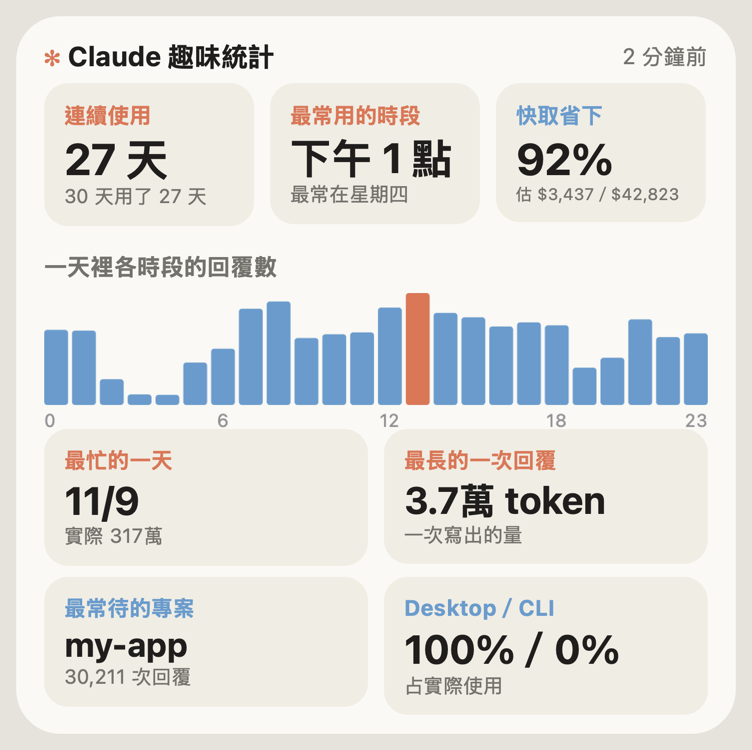 ✻ Claude 趣味統計
2 分鐘前
連續使用
27 天
30 天用了 27 天
最常用的時段
下午 1 點
最常在星期四
快取省下
92%
估 $3,437 / $42,823
一天裡各時段的回覆數
0 6 12 18 23
最忙的一天
11/9
實際 317萬
最長的一次回覆
3.7萬 token
一次寫出的量
最常待的專案
my-app
30,211 次回覆
Desktop / CLI
100% / 0%
占實際使用